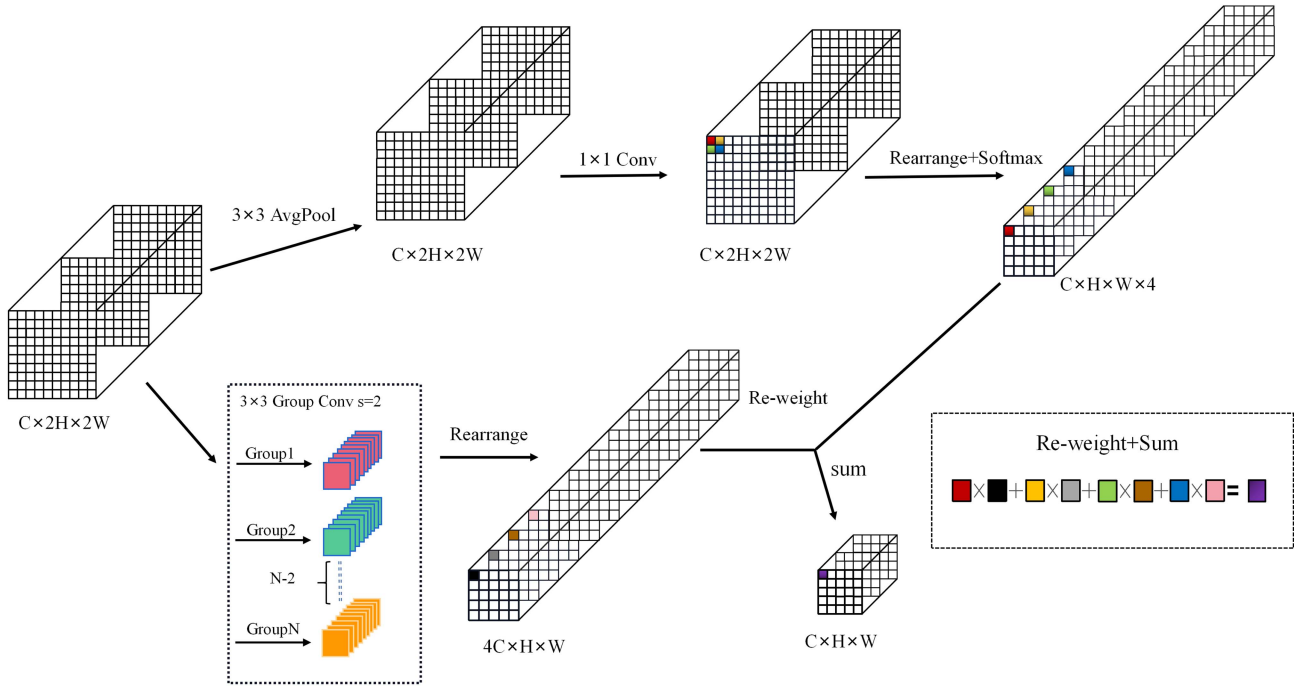 3×3 AvgPool
1×1 Conv
Rearrange+Softmax
C×2H×2W
C×2H×2W
C×H×W×4
C×2H×2W
3×3 Group Conv s=2
Group1
Group2
N-2
GroupN
Rearrange
4C×H×W
Re-weight
sum
C×H×W
Re-weight+Sum
×+×+×+×=